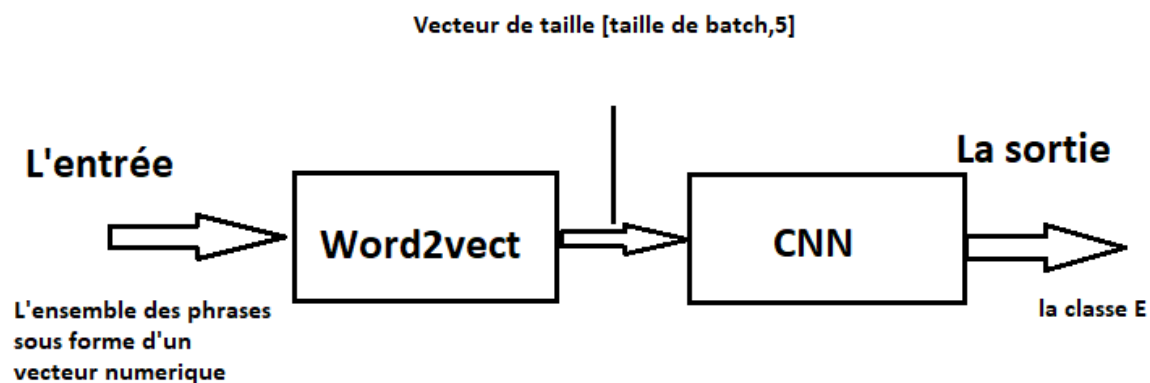 Vecteur de taille [taille de batch,5]
L'entrée
La sortie
Word2vect
CNN
L'ensemble des phrases
sous forme d'un
vecteur numerique
la classe E